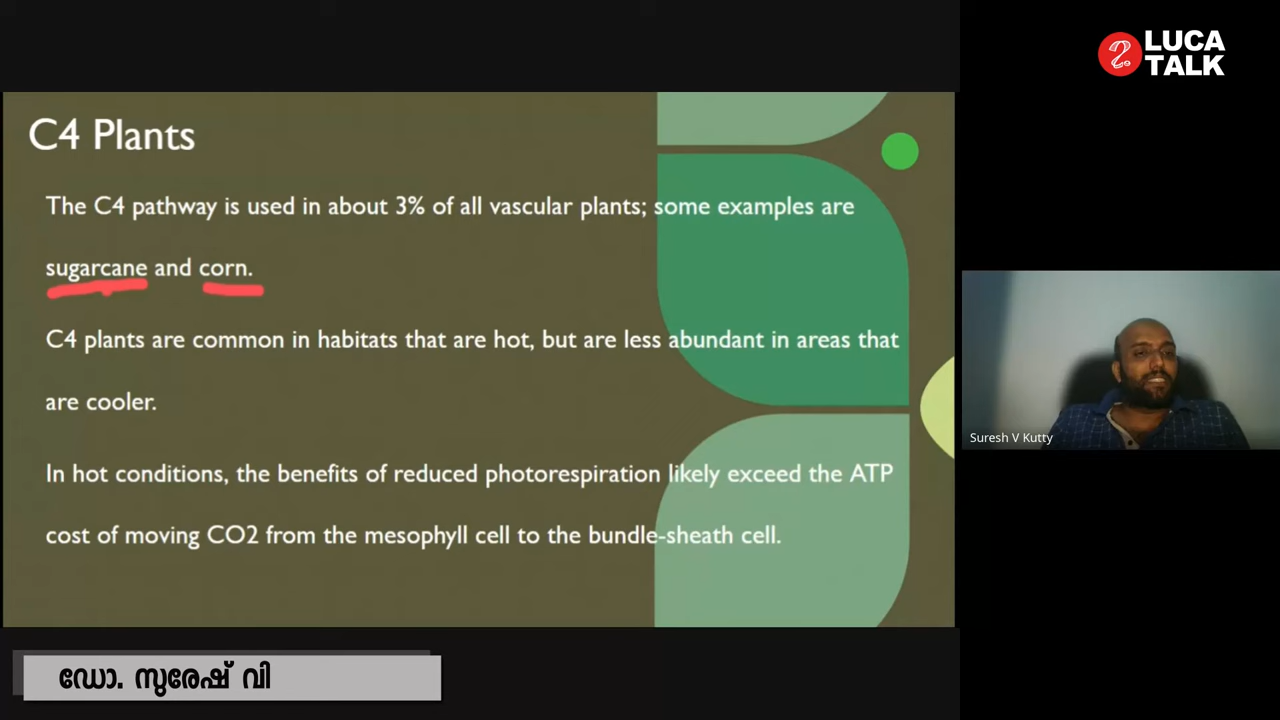 LUCA
TALK
C4 Plants
The C4 pathway is used in about 3% of all vascular plants; some examples are
sugarcane and corn.
C4 plants are common in habitats that are hot, but are less abundant in areas that
are cooler.
In hot conditions, the benefits of reduced photorespiration likely exceed the ATP
cost of moving CO2 from the mesophyll cell to the bundle-sheath cell.
Suresh V Kutty
ഡോ. സുരേഷ് വി